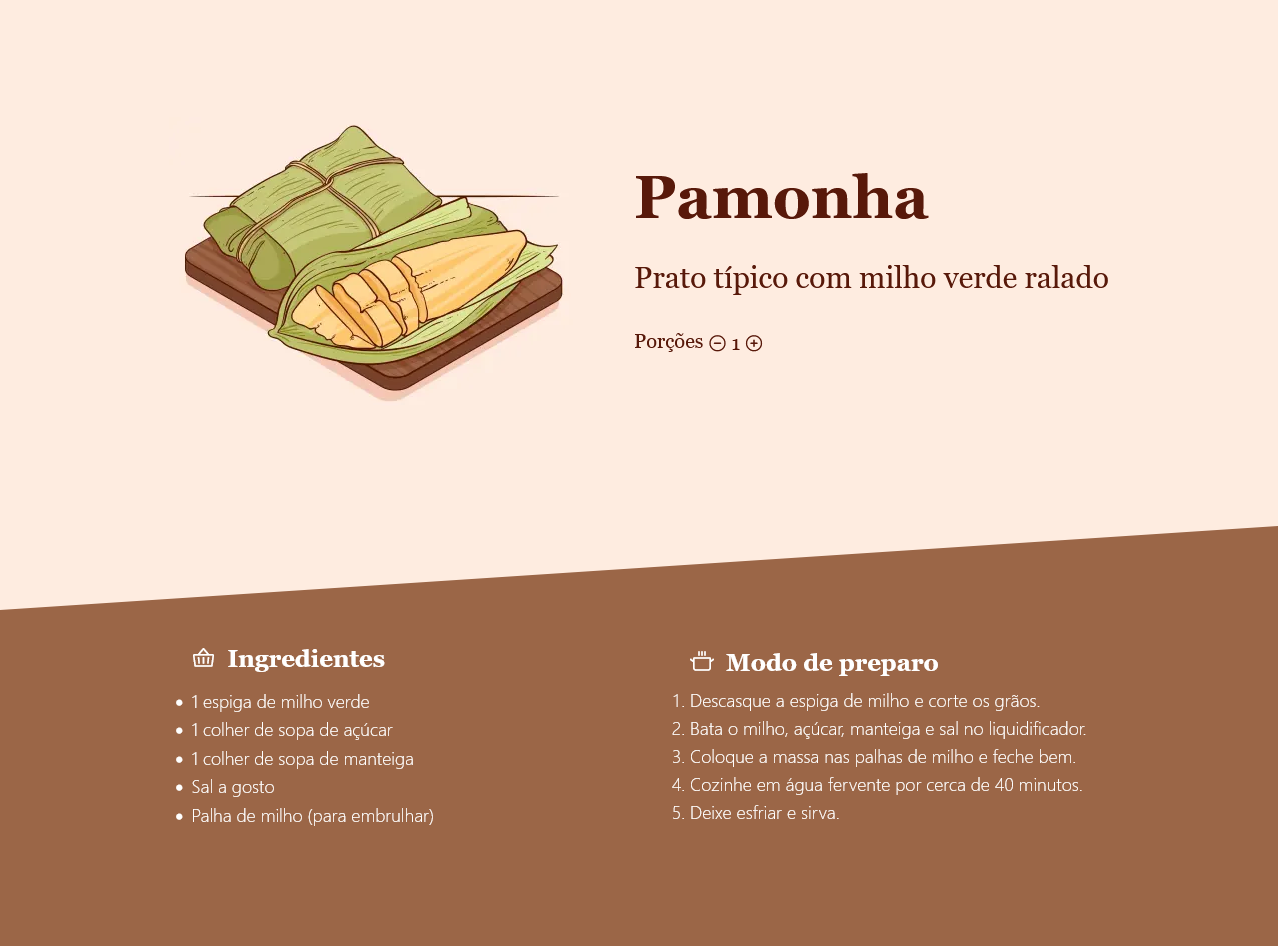 Pamonha
Prato típico com milho verde ralado
Porções 1
Ingredientes
• 1 espiga de milho verde
• 1 colher de sopa de açúcar
• 1 colher de sopa de manteiga
• Sal a gosto
• Palha de milho (para embrulhar)
Modo de preparo
1. Descasque a espiga de milho e corte os grãos.
2. Bata o milho, açúcar, manteiga e sal no liquidificador.
3. Coloque a massa nas palhas de milho e feche bem.
4. Cozinhe em água fervente por cerca de 40 minutos.
5. Deixe esfriar e sirva.